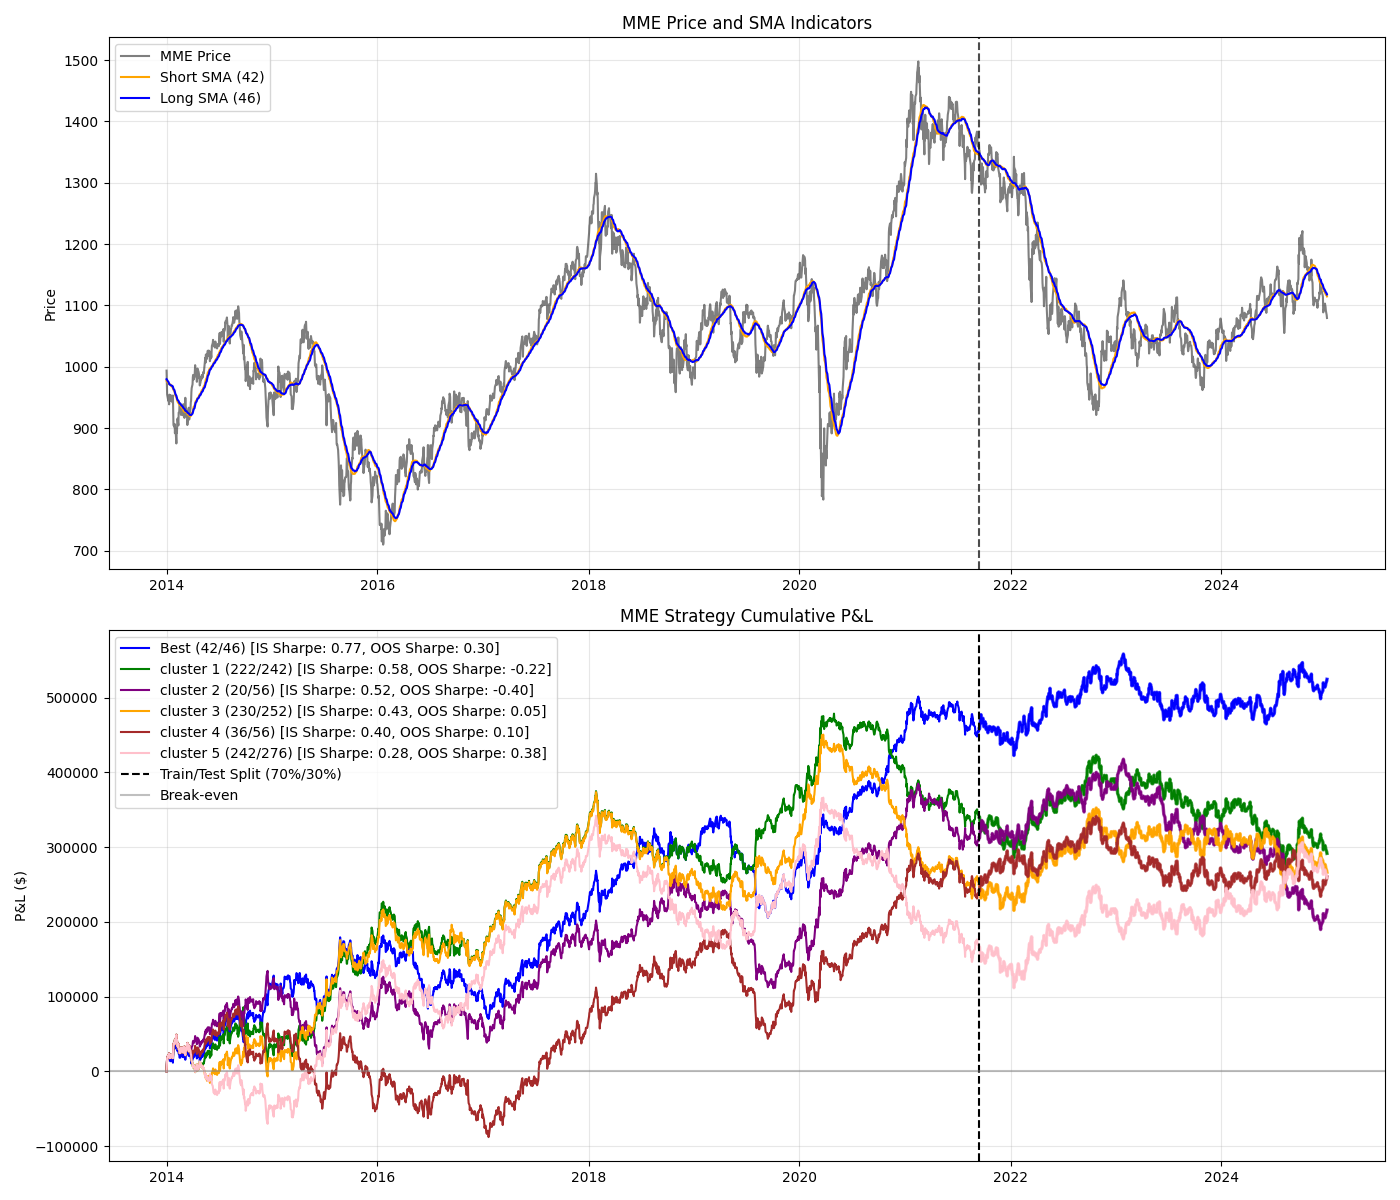 MME Price and SMA Indicators
MME Price
Short SMA (42)
Long SMA (46)
Price
1500
1400
1300
1200
1100
1000
900
800
700
2014 2016 2018 2020 2022 2024
MME Strategy Cumulative P&L
Best (42/46) [IS Sharpe: 0.77, OOS Sharpe: 0.30]
cluster 1 (222/242) [IS Sharpe: 0.58, OOS Sharpe: -0.22]
cluster 2 (20/56) [IS Sharpe: 0.52, OOS Sharpe: -0.40]
cluster 3 (230/252) [IS Sharpe: 0.43, OOS Sharpe: 0.05]
cluster 4 (36/56) [IS Sharpe: 0.40, OOS Sharpe: 0.10]
cluster 5 (242/276) [IS Sharpe: 0.28, OOS Sharpe: 0.38]
Train/Test Split (70%/30%)
Break-even
P&L ($)
500000
400000
300000
200000
100000
0
−100000
2014 2016 2018 2020 2022 2024